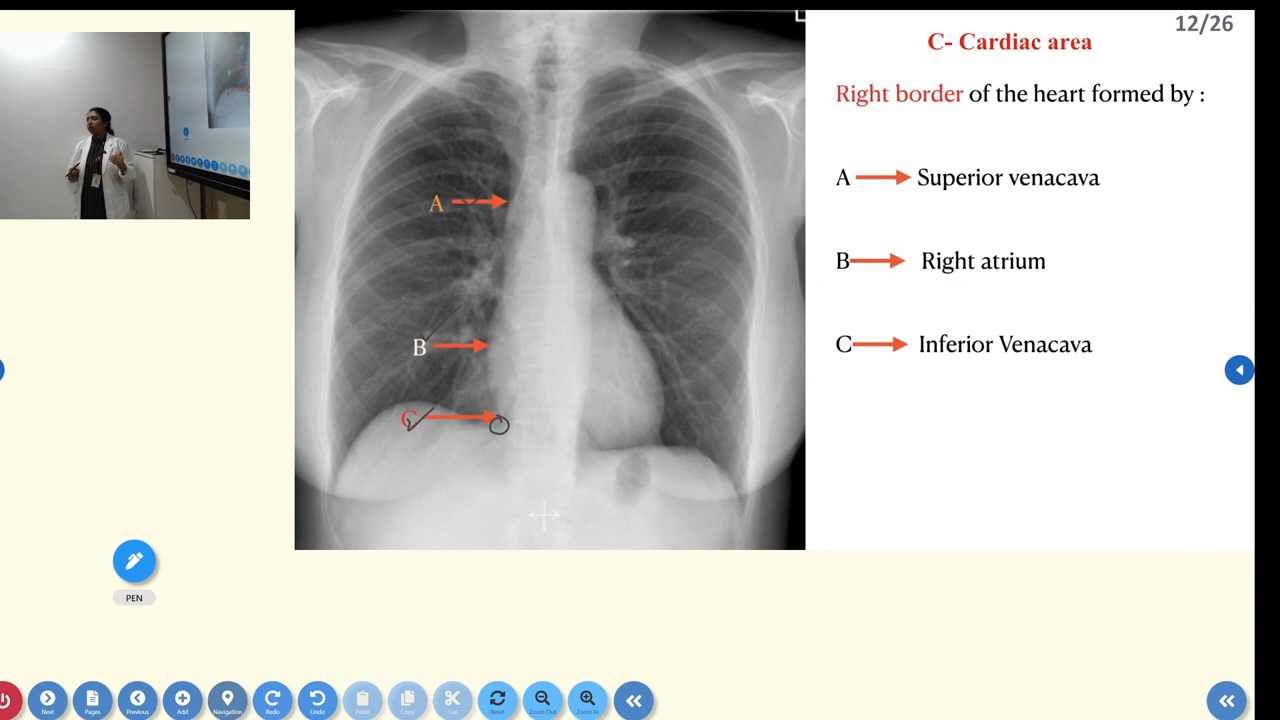 12/26
C- Cardiac area
Right border of the heart formed by :
A Superior venacava
B Right atrium
C Inferior Venacava
A
B
C
PEN
Next
Pages
Previous
Add
Navigation
Redo
Undo
Paste
Copy
Cut
Reset
Zoom Out
Zoom In